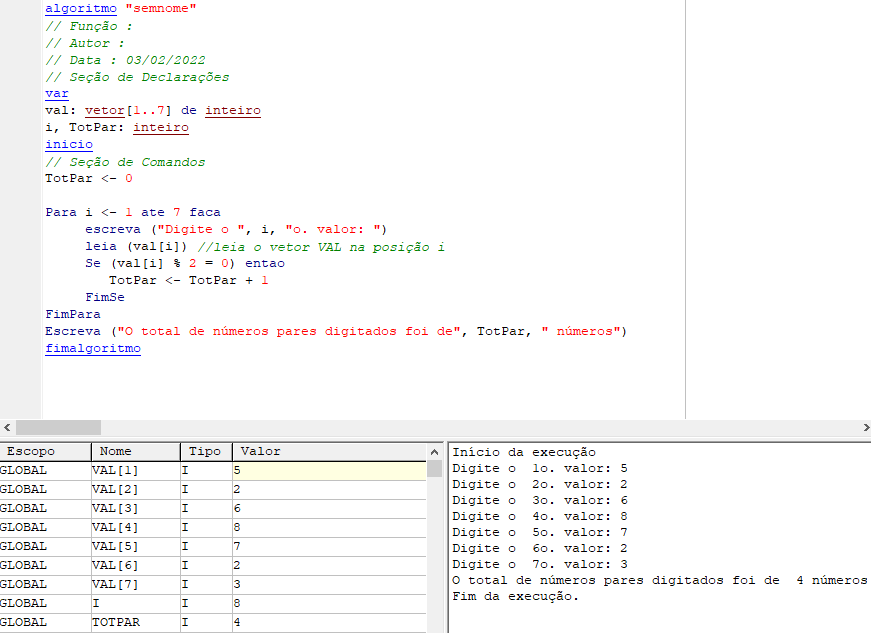 algoritmo "semnome"
// Função :
// Autor :
// Data : 03/02/2022
// Seção de Declarações
var
val: vetor[1..7] de inteiro
i, TotPar: inteiro
inicio
// Seção de Comandos
TotPar <- 0
Para i <- 1 ate 7 faca
escreva ("Digite o ", i, "o. valor: ")
leia (val[i]) //leia o vetor VAL na posição i
Se (val[i] % 2 = 0) entao
TotPar <- TotPar + 1
FimSe
FimPara
Escreva ("O total de números pares digitados foi de", TotPar, " números")
fimalgoritmo
Escopo Nome Tipo Valor
GLOBAL VAL[1] I 5
GLOBAL VAL[2] I 2
GLOBAL VAL[3] I 6
GLOBAL VAL[4] I 8
GLOBAL VAL[5] I 7
GLOBAL VAL[6] I 2
GLOBAL VAL[7] I 3
GLOBAL I I 8
GLOBAL TOTPAR I 4
Início da execução
Digite o  1o. valor: 5
Digite o  2o. valor: 2
Digite o  3o. valor: 6
Digite o  4o. valor: 8
Digite o  5o. valor: 7
Digite o  6o. valor: 2
Digite o  7o. valor: 3
O total de números pares digitados foi de  4 números
Fim da execução.